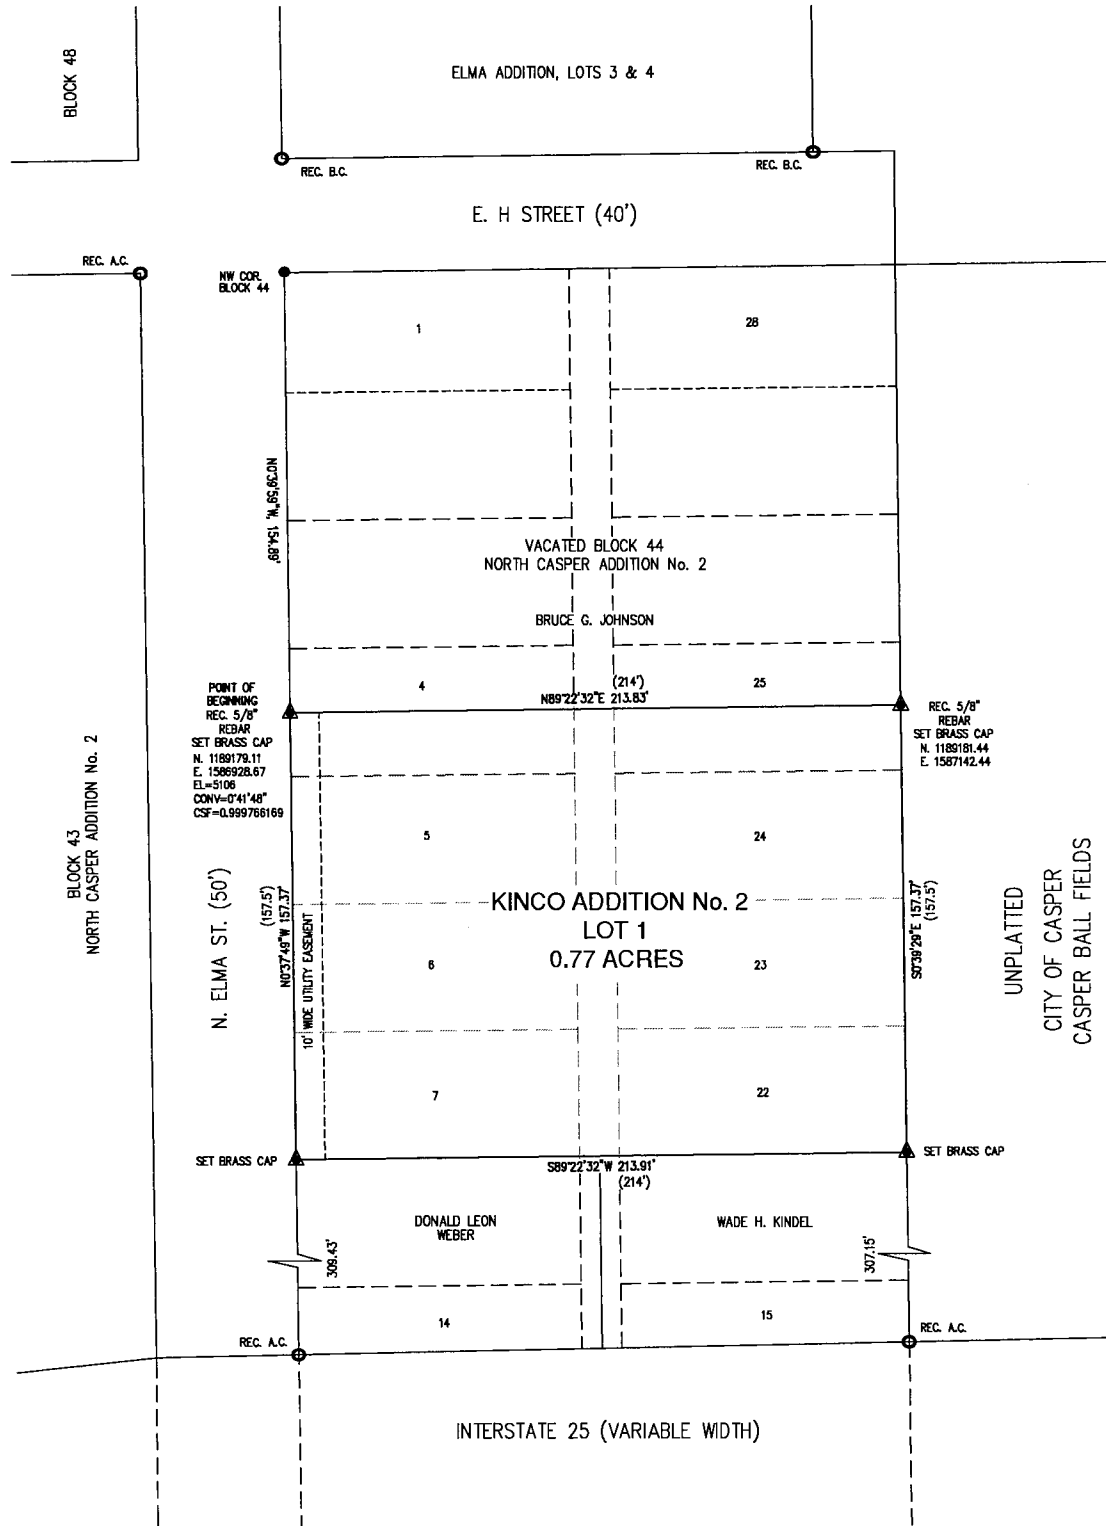 BLOCK 48
ELMA ADDITION, LOTS 3 & 4
REC. B.C.
REC. B.C.
E. H STREET (40')
REC. A.C.
NW COR.
BLOCK 44
1
28
N0°39'59"W, 154.89'
VACATED BLOCK 44
NORTH CASPER ADDITION No. 2
BRUCE G. JOHNSON
4
(214')
25
N89°22'32"E 213.83'
POINT OF
BEGINNING
REC. 5/8"
REBAR
SET BRASS CAP
N. 1189179.11
E. 1586928.67
EL=5106
CONV=0°41'48"
CSF=0.999766169
REC. 5/8"
REBAR
SET BRASS CAP
N. 1189181.44
E. 1587142.44
BLOCK 43
NORTH CASPER ADDITION No. 2
N. ELMA ST. (50')
(157.5')
N0°37'49"W 157.37'
10' WIDE UTILITY EASEMENT
5
24
KINCO ADDITION No. 2
LOT 1
0.77 ACRES
6
23
7
22
S0°39'29"E 157.37'
(157.5')
UNPLATTED
CITY OF CASPER
CASPER BALL FIELDS
SET BRASS CAP
SET BRASS CAP
S89°22'32"W 213.91'
(214')
DONALD LEON
WEBER
WADE H. KINDEL
309.43'
307.15'
14
15
REC. A.C.
REC. A.C.
INTERSTATE 25 (VARIABLE WIDTH)